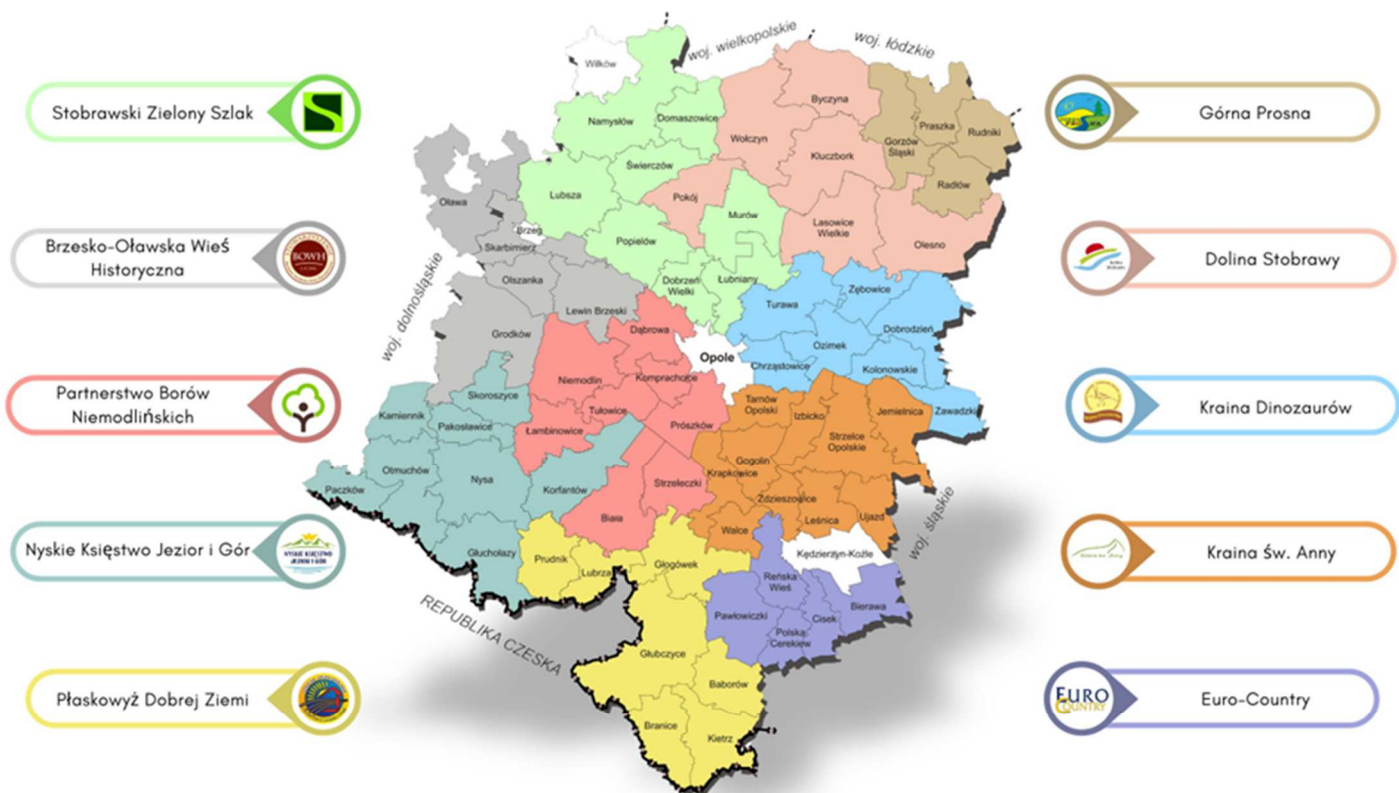 woj. wielkopolskie
woj. łódzkie
Stobrawski Zielony Szlak
Brzesko-Oławska Wieś
Historyczna
BOWH
Partnerstwo Borów
Niemodlińskich
Nyskie Księstwo Jezior i Gór
NYSKIE KSIĘSTWO
JEZIOR I GÓR
Płaskowyż Dobrej Ziemi
Wilków
Namysłów
Domaszowice
Świerczów
Lubsza
Pokój
Murów
Popielów
Dobrzeń
Wielki
Łubniany
Byczyna
Wołczyn
Kluczbork
Lasowice
Wielkie
Olesno
Gorzów
Śląski
Praszka
Rudniki
Radłów
Oława
Brzeg
Skarbimierz
Olszanka
Lewin Brzeski
Grodków
woj. dolnośląskie
Dąbrowa
Niemodlin
Komprachcice
Tułowice
Łambinowice
Prószków
Strzeleczki
Biała
Opole
Turawa
Zębowice
Dobrodzień
Ozimek
Chrząstowice
Kolonowskie
Zawadzki
Tarnów
Opolski
Izbicko
Jemielnica
Strzelce
Opolskie
Gogolin
Krapkowice
Zdzieszowice
Leśnica
Ujazd
Walce
woj. śląskie
Skoroszyce
Kamiennik
Pakosławice
Otmuchów
Nysa
Paczków
Korfantów
Głuchołazy
Prudnik
Lubrza
Głogówek
Głubczyce
Baborów
Branice
Kietrz
REPUBLIKA CZESKA
Kędzierzyn-Koźle
Reńska
Wieś
Pawłowiczki
Polska
Cerekiew
Cisek
Bierawa
Górna Prosna
Dolina Stobrawy
Kraina Dinozaurów
Kraina św. Anny
EURO
COUNTRY
Euro-Country